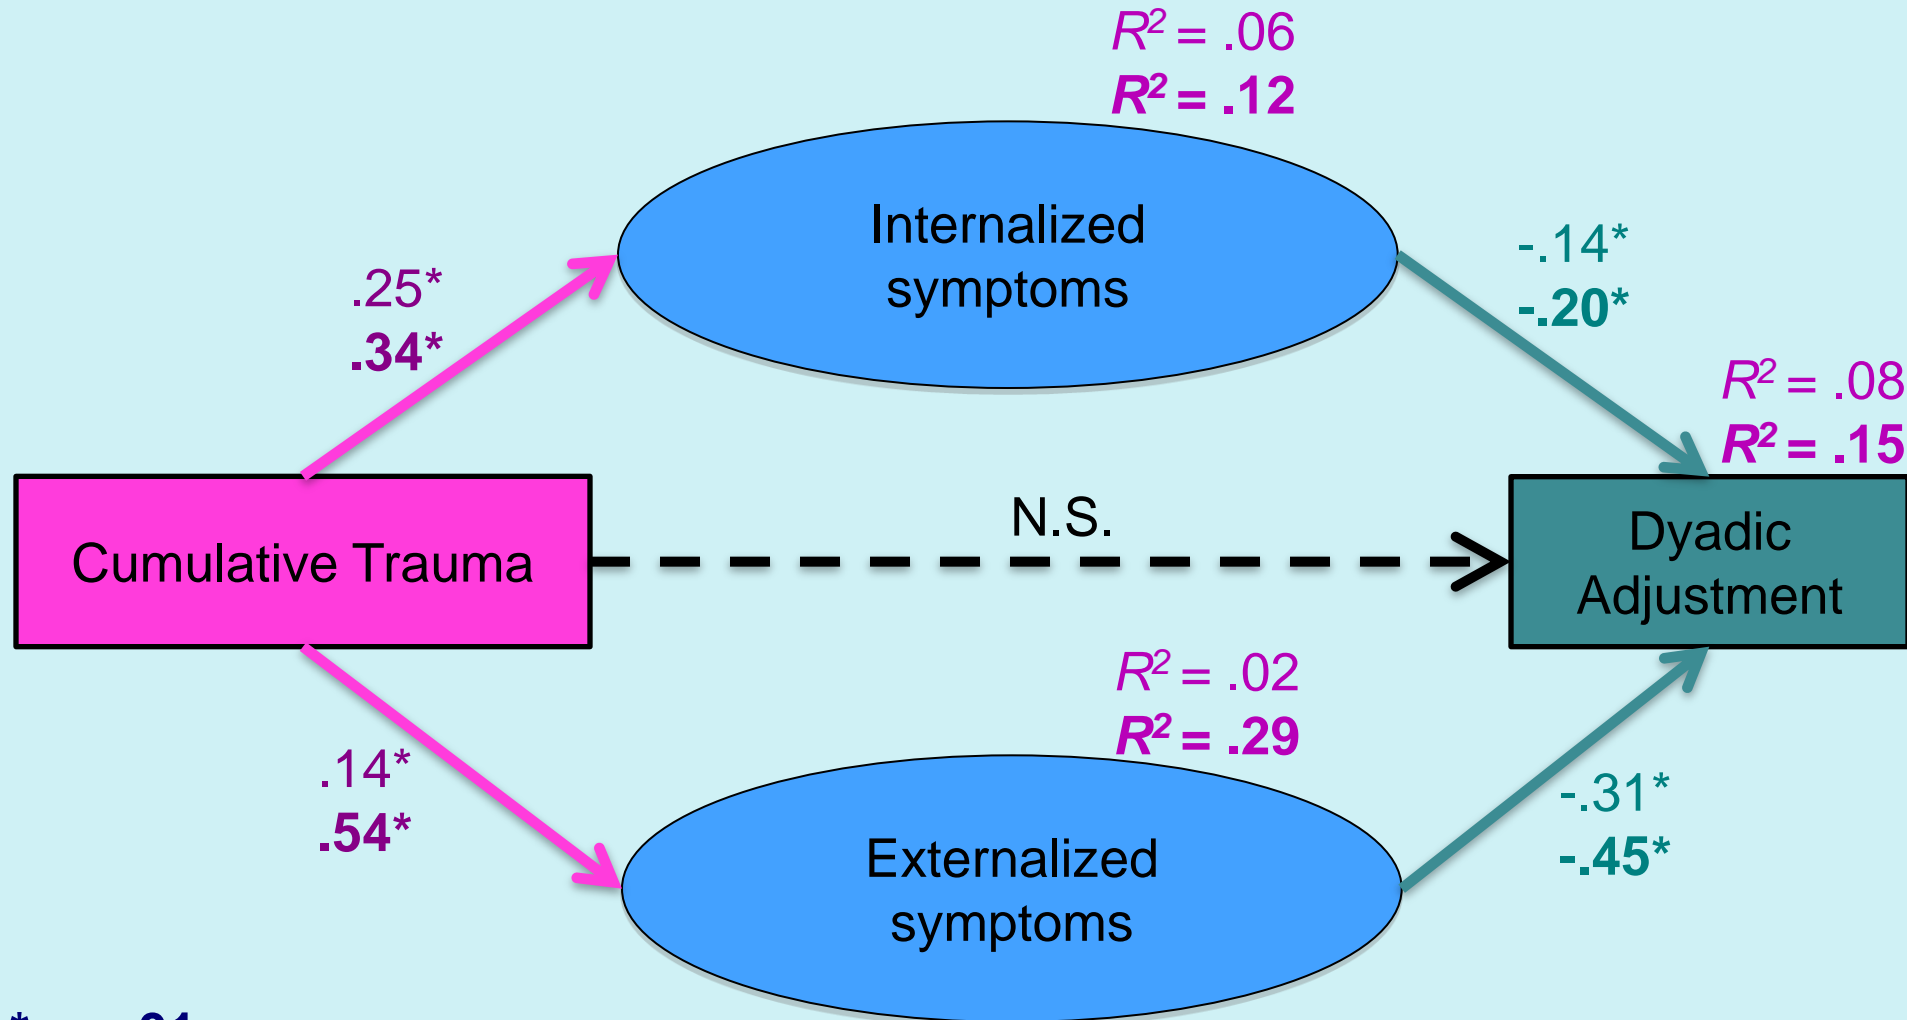 R² = .06
R² = .12
Internalized
symptoms
.25*
.34*
-.14*
-.20*
R² = .08
R² = .15
Cumulative Trauma
N.S.
Dyadic
Adjustment
R² = .02
R² = .29
.14*
.54*
-.31*
-.45*
Externalized
symptoms